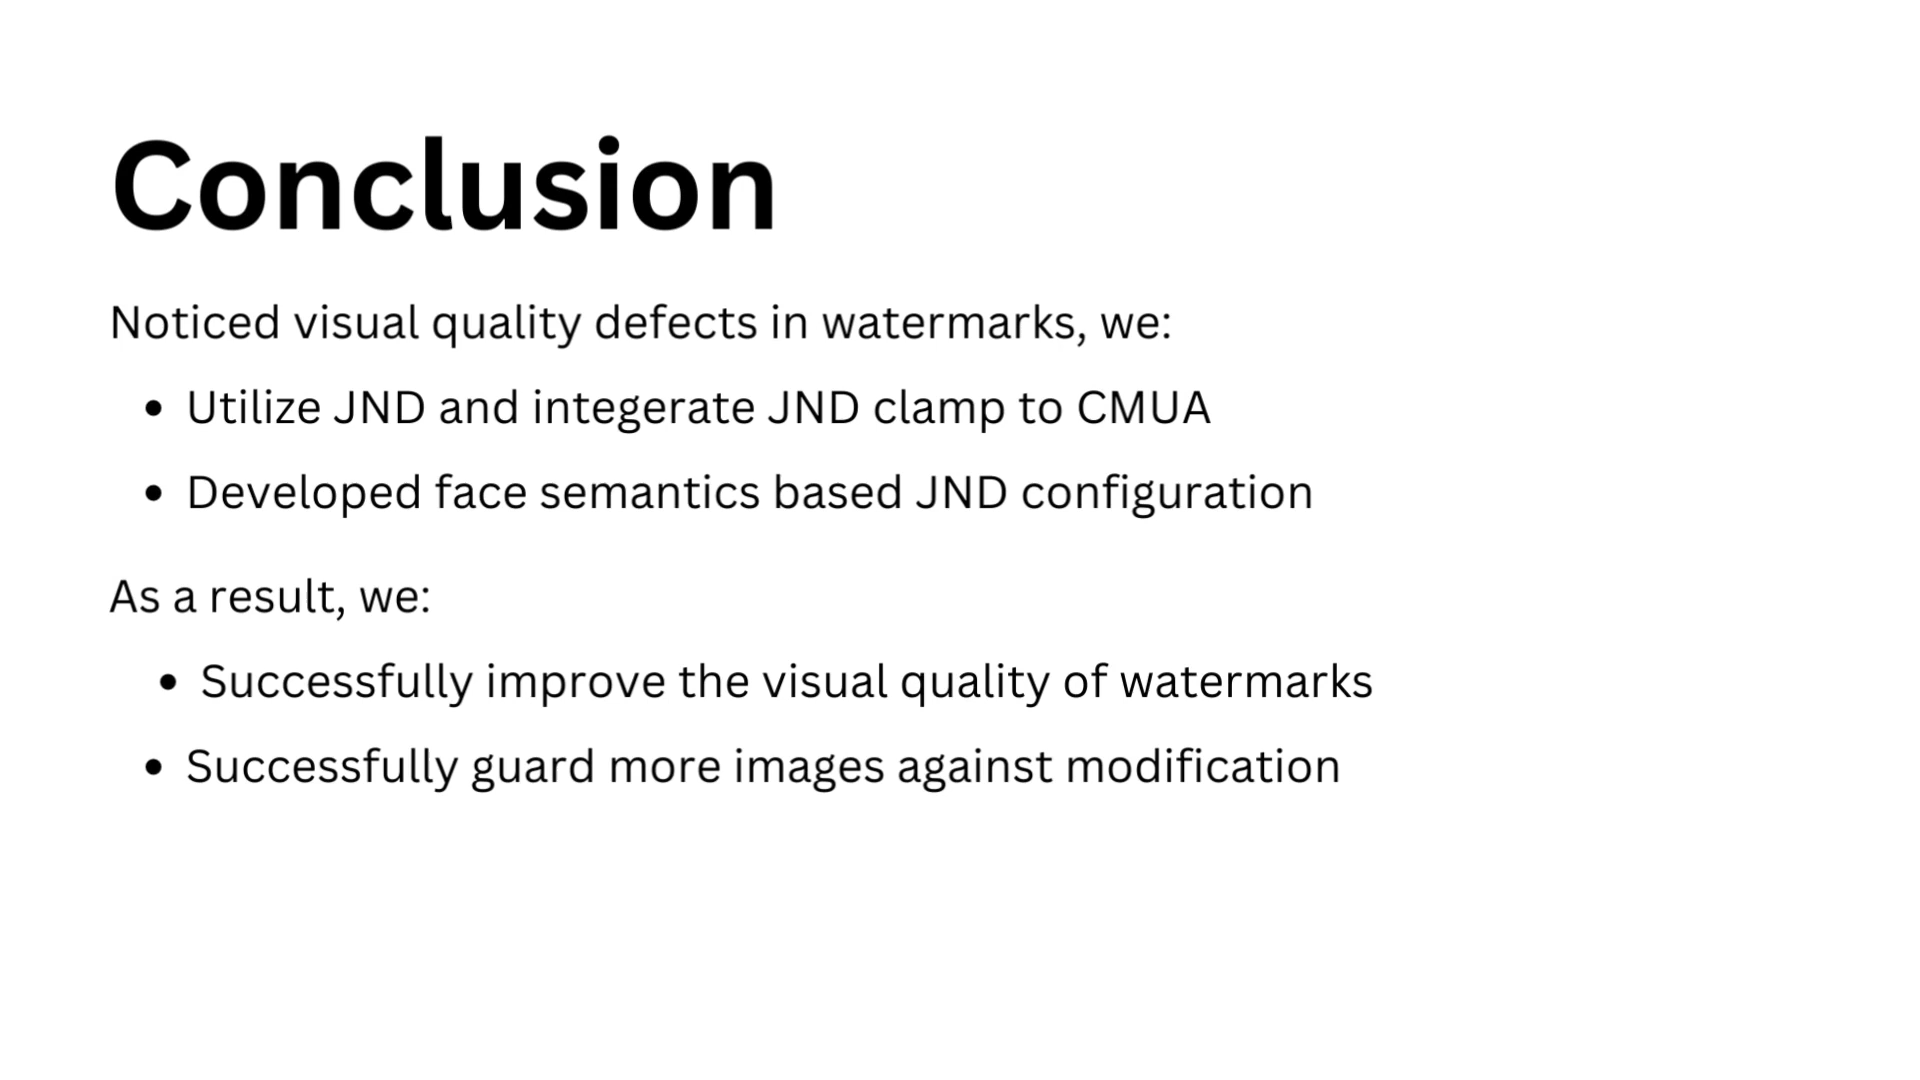 Conclusion
Noticed visual quality defects in watermarks, we:
• Utilize JND and integerate JND clamp to CMUA
• Developed face semantics based JND configuration
As a result, we:
• Successfully improve the visual quality of watermarks
• Successfully guard more images against modification